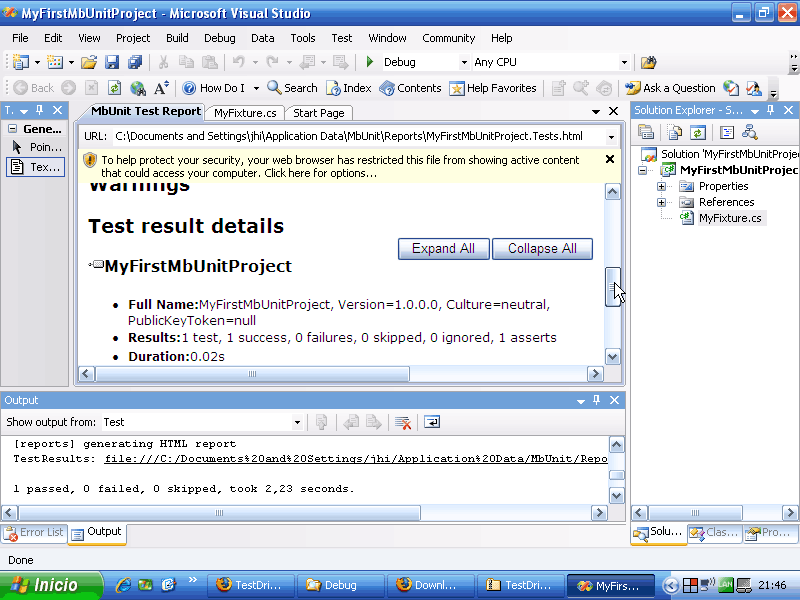 MyFirstMbUnitProject - Microsoft Visual Studio
File Edit View Project Build Debug Data Tools Test Window Community Help
Debug Any CPU
Back How Do I Search Index Contents Help Favorites Ask a Question
T.. MbUnit Test Report MyFixture.cs Start Page Solution Explorer - S...
Gene...
Poin...
Tex...
URL: C:\Documents and Settings\jhi\Application Data\MbUnit\Reports\MyFirstMbUnitProject.Tests.html
To help protect your security, your web browser has restricted this file from showing active content
that could access your computer. Click here for options...
Warnings
Test result details
Expand All Collapse All
MyFirstMbUnitProject
Full Name:MyFirstMbUnitProject, Version=1.0.0.0, Culture=neutral,
PublicKeyToken=null
Results:1 test, 1 success, 0 failures, 0 skipped, 0 ignored, 1 asserts
Duration:0.02s
Solution 'MyFirstMbUnitProje
MyFirstMbUnitProjec
Properties
References
MyFixture.cs
Output
Show output from: Test
[reports] generating HTML report
TestResults: file:///C:/Documents%20and%20Settings/jhi/Application%20Data/MbUnit/Repo
1 passed, 0 failed, 0 skipped, took 2,23 seconds.
Error List Output
Solu... Clas... Pro...
Done
Inicio TestDri... Debug Downl... TestDri... MyFirs... LAN 21:46